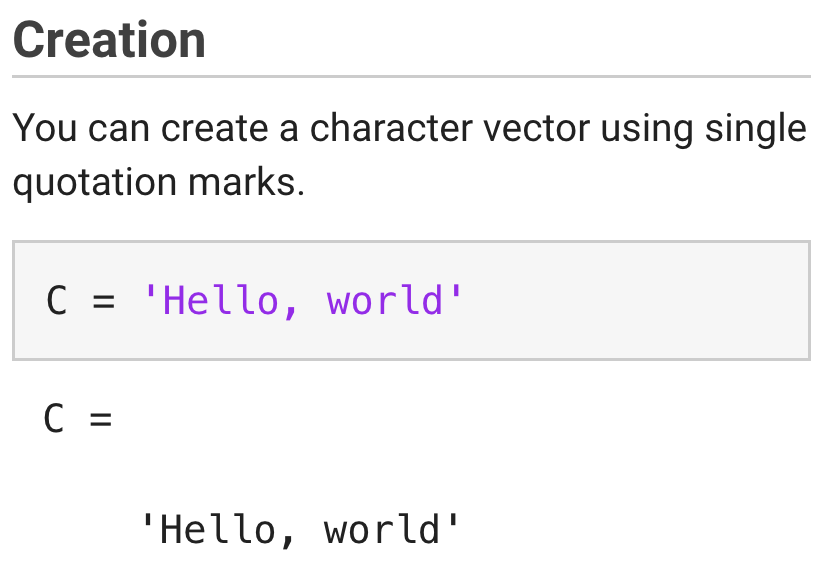 Creation
You can create a character vector using single
quotation marks.
C = 'Hello, world'
C =
'Hello, world'